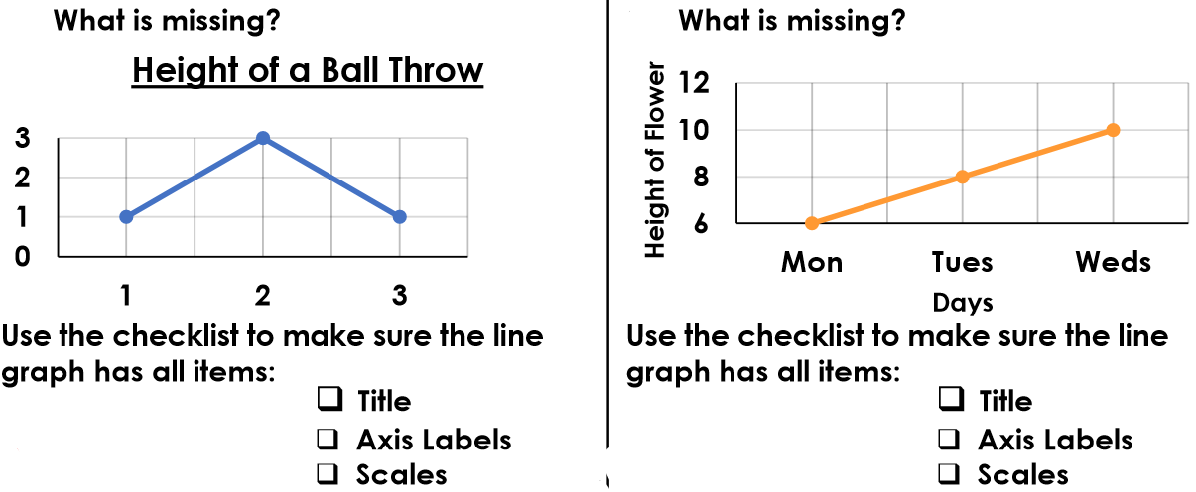 What is missing?
Height of a Ball Throw
3
2
1
0
1 2 3
Use the checklist to make sure the line
graph has all items:
❑ Title
❑ Axis Labels
❑ Scales
What is missing?
Height of Flower
12
10
8
6
Mon Tues Weds
Days
Use the checklist to make sure the line
graph has all items:
❑ Title
❑ Axis Labels
❑ Scales